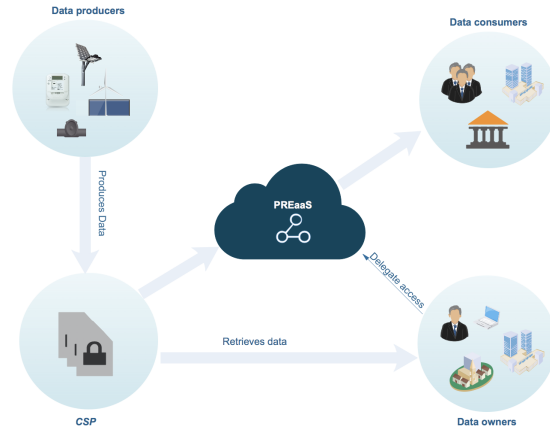 Data producers
Data consumers
PREaaS
Produces Data
Delegate access
Retrieves data
CSP
Data owners